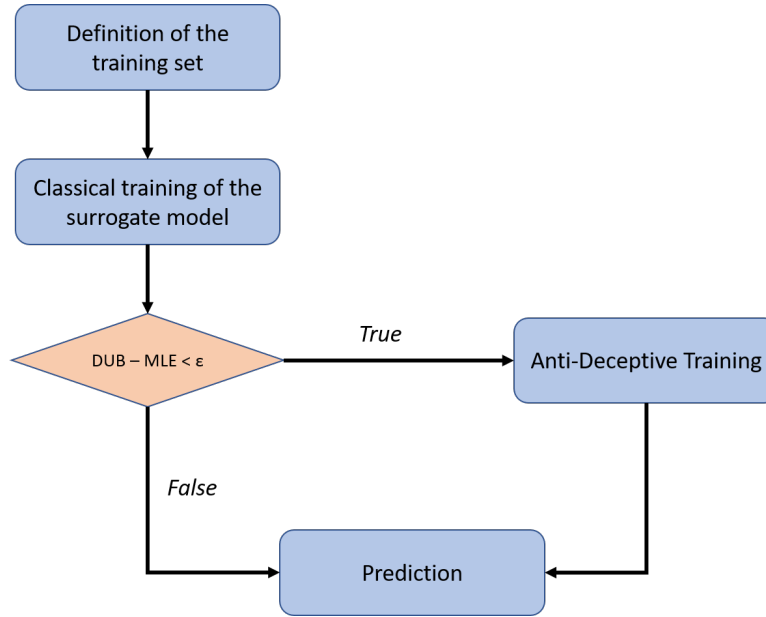 Definition of the
training set
Classical training of the
surrogate model
DUB – MLE < ε
True
Anti-Deceptive Training
False
Prediction